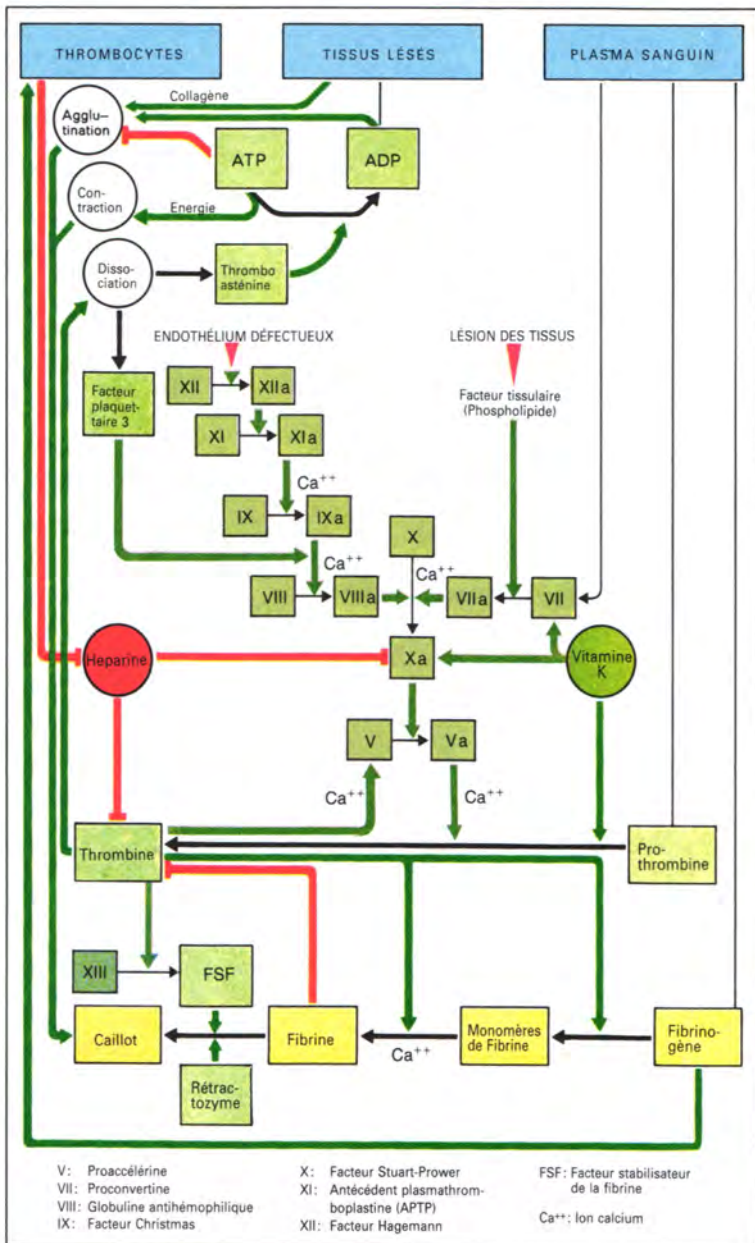 THROMBOCYTES
TISSUS LÉSÉS
PLASMA SANGUIN
Collagène
Agglu-
tination
ATP
ADP
Con-
traction
Energie
Disso-
ciation
Thrombo
asténine
ENDOTHÉLIUM DÉFECTUEUX
LÉSION DES TISSUS
Facteur
plaquet-
taire 3
XII
XIIa
Facteur tissulaire
(Phospholipide)
XI
XIa
Ca++
IX
IXa
X
Ca++
Ca++
VIII
VIIIa
VIIa
VII
Heparine
Xa
Vitamine
K
V
Va
Ca++
Ca++
Thrombine
Pro-
thrombine
XIII
FSF
Caillot
Fibrine
Ca++
Monomères
de Fibrine
Fibrino-
gène
Rétrac-
tozyme
V: Proaccélérine
VII: Proconvertine
VIII: Globuline antihémophilique
IX: Facteur Christmas
X: Facteur Stuart-Prower
XI: Antécédent plasmathrom-
boplastine (APTP)
XII: Facteur Hagemann
FSF: Facteur stabilisateur
de la fibrine
Ca++: Ion calcium